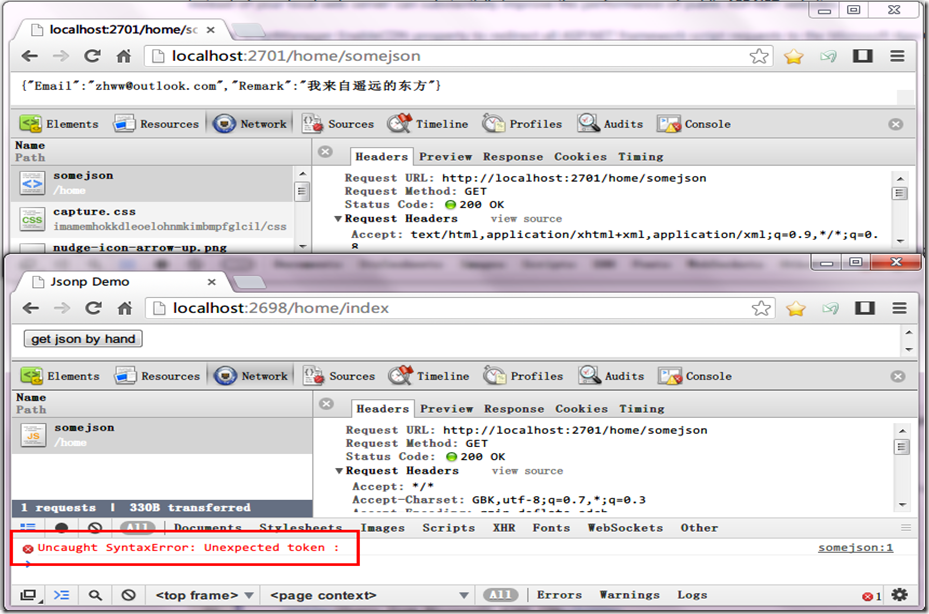 localhost:2701/home/sc
localhost:2701/home/somejson
{"Email":"zhww@outlook.com","Remark":"我来自遥远的东方"}
Elements Resources Network Sources Timeline Profiles Audits Console
Name
Path
Headers Preview Response Cookies Timing
somejson
/home
capture.css
imamemhokkdleoelohnmkimbmpfglcil/css
nudge-icon-arrow-up.png
Request URL: http://localhost:2701/home/somejson
Request Method: GET
Status Code: 200 OK
Request Headers view source
Accept: text/html,application/xhtml+xml,application/xml;q=0.9,*/*;q=0.
8
Jsonp Demo
localhost:2698/home/index
get json by hand
Elements Resources Network Sources Timeline Profiles Audits Console
Name
Path
Headers Preview Response Cookies Timing
somejson
/home
Request URL: http://localhost:2701/home/somejson
Request Method: GET
Status Code: 200 OK
Request Headers view source
Accept: */*
Accept-Charset: GBK,utf-8;q=0.7,*;q=0.3
1 requests | 330B transferred
All Documents Stylesheets Images Scripts XHR Fonts WebSockets Other
Uncaught SyntaxError: Unexpected token :
somejson:1
<top frame> <page context> All Errors Warnings Logs 1